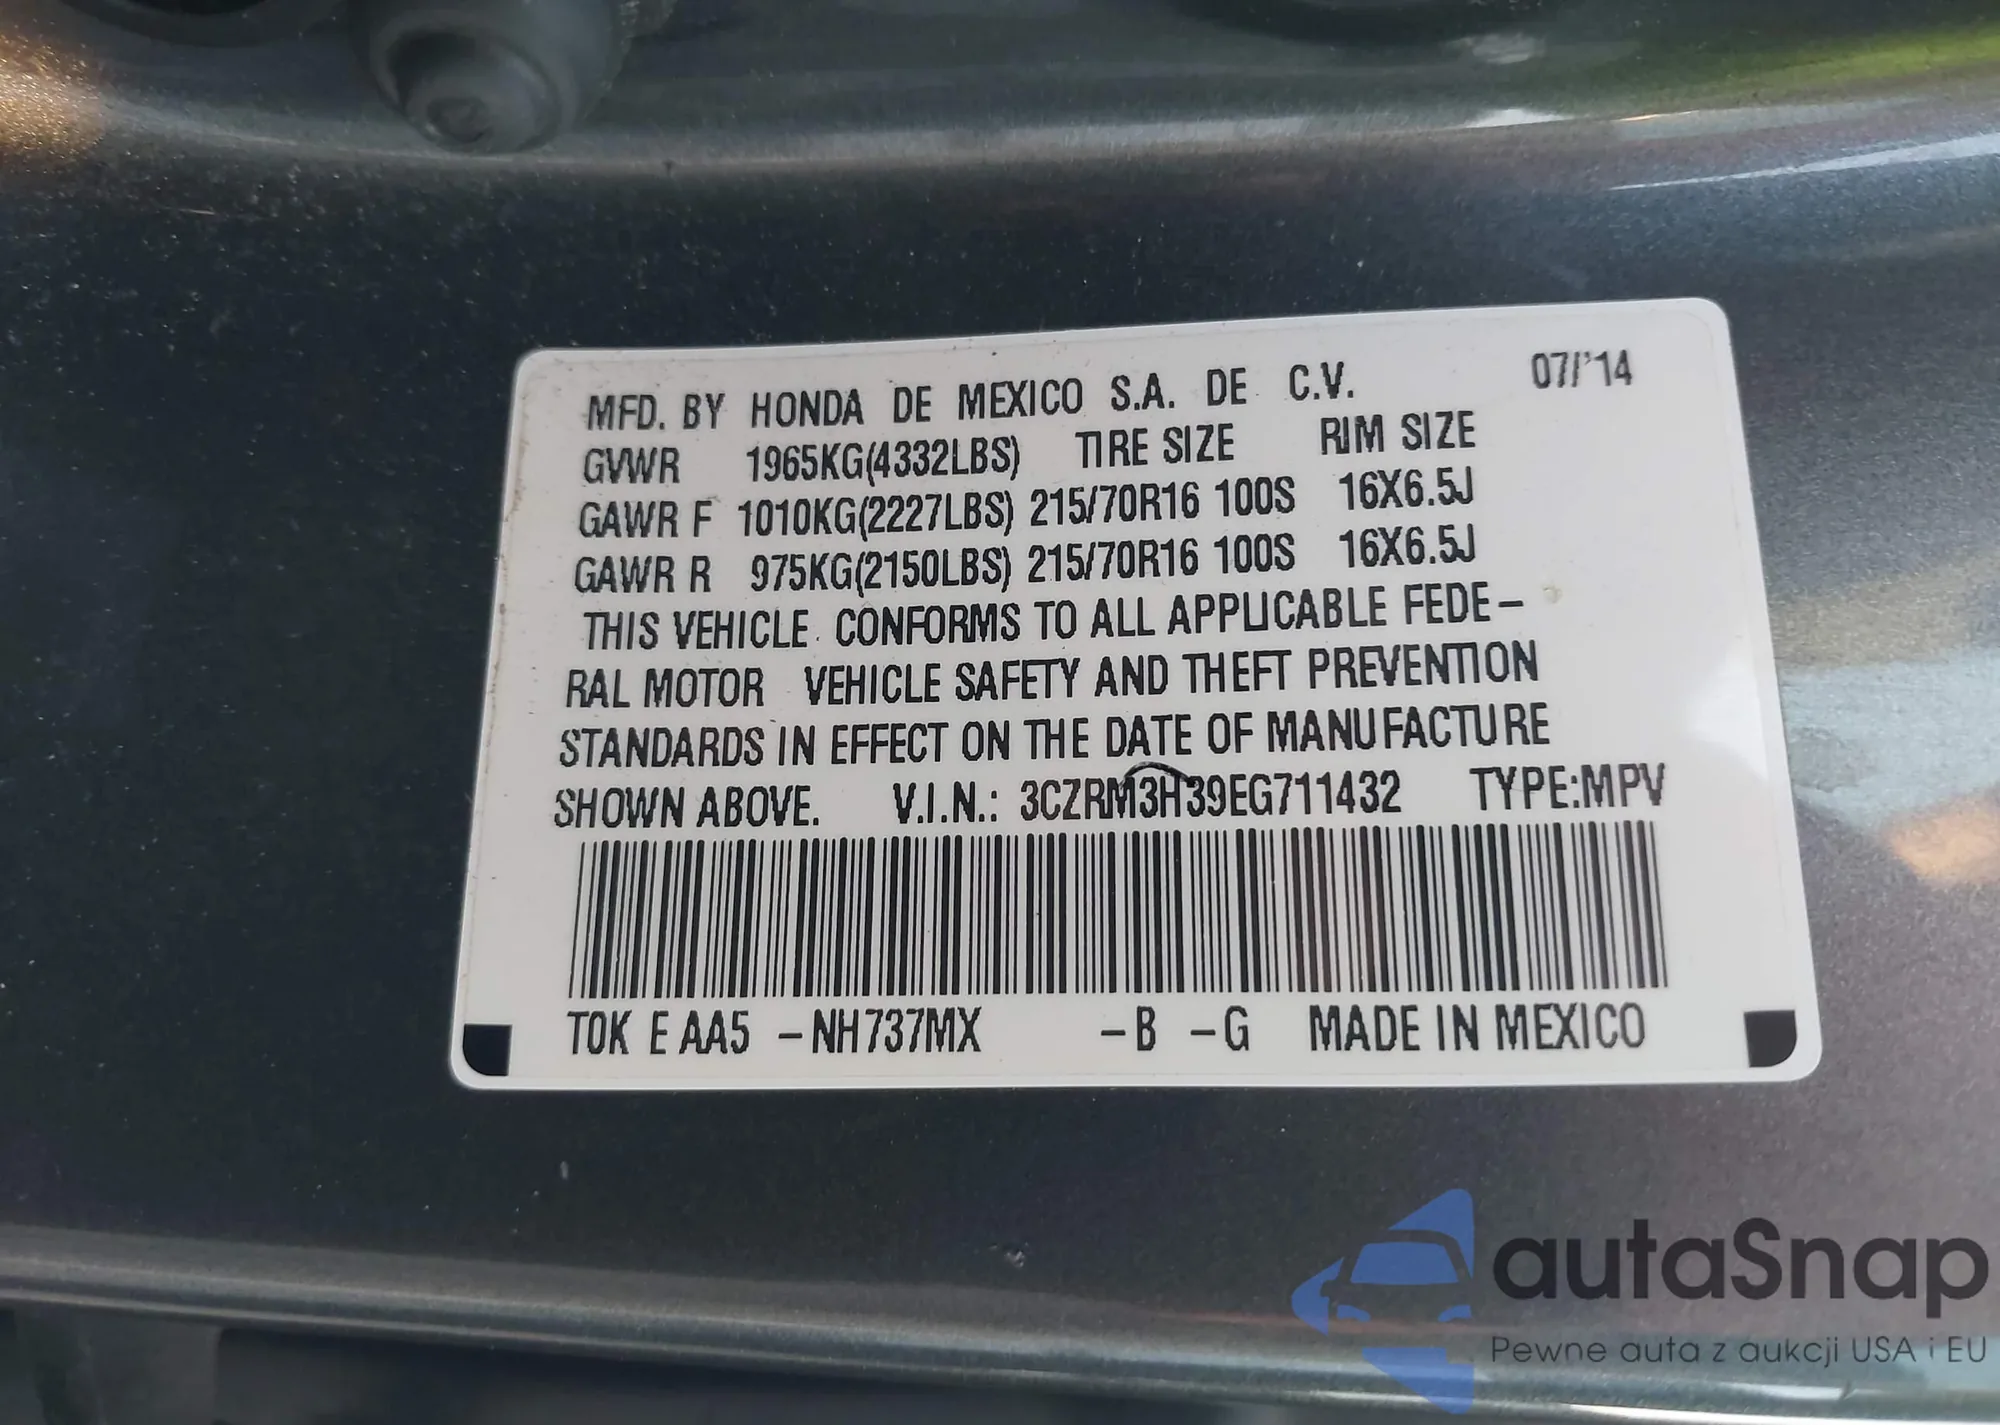 MFD. BY HONDA DE MEXICO S.A. DE C.V. 07/'14
GVWR 1965KG(4332LBS) TIRE SIZE RIM SIZE
GAWR F 1010KG(2227LBS) 215/70R16 100S 16X6.5J
GAWR R 975KG(2150LBS) 215/70R16 100S 16X6.5J
THIS VEHICLE CONFORMS TO ALL APPLICABLE FEDE-
RAL MOTOR VEHICLE SAFETY AND THEFT PREVENTION
STANDARDS IN EFFECT ON THE DATE OF MANUFACTURE
SHOWN ABOVE. V.I.N.: 3CZRM3H39EG711432 TYPE:MPV
T0K E AA5 -NH737MX -B -G MADE IN MEXICO
autaSnap
Pewne auta z aukcji USA i EU